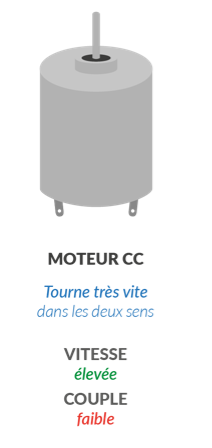 MOTEUR CC
Tourne très vite
dans les deux sens
VITESSE
élevée
COUPLE
faible